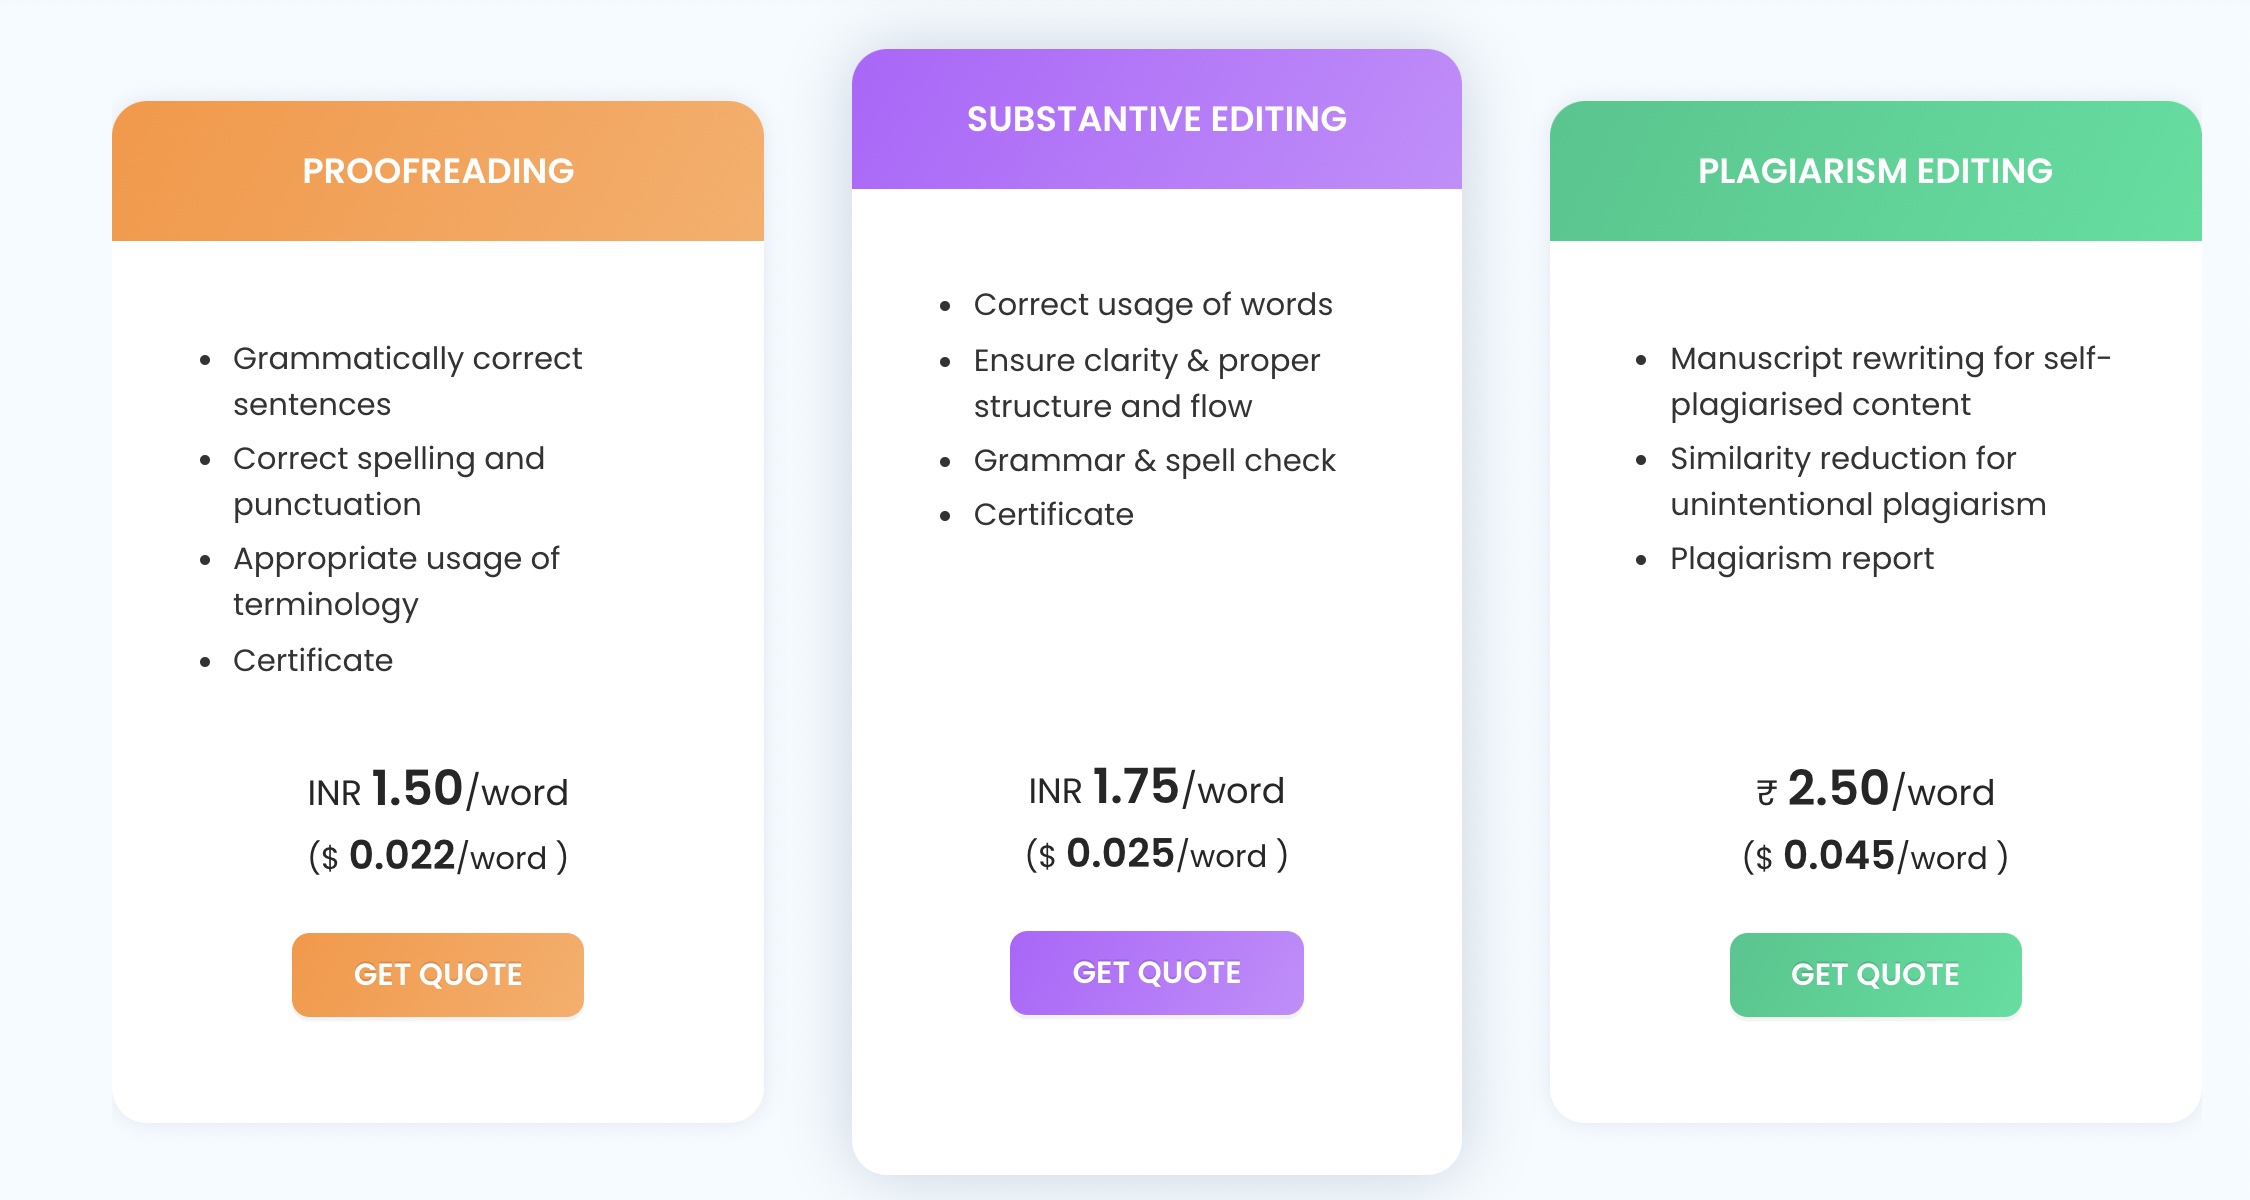 PROOFREADING
• Grammatically correct
sentences
• Correct spelling and
punctuation
• Appropriate usage of
terminology
• Certificate
INR 1.50/word
($ 0.022/word )
GET QUOTE
SUBSTANTIVE EDITING
• Correct usage of words
• Ensure clarity & proper
structure and flow
• Grammar & spell check
• Certificate
INR 1.75/word
($ 0.025/word )
GET QUOTE
PLAGIARISM EDITING
• Manuscript rewriting for self-
plagiarised content
• Similarity reduction for
unintentional plagiarism
• Plagiarism report
₹ 2.50/word
($ 0.045/word )
GET QUOTE